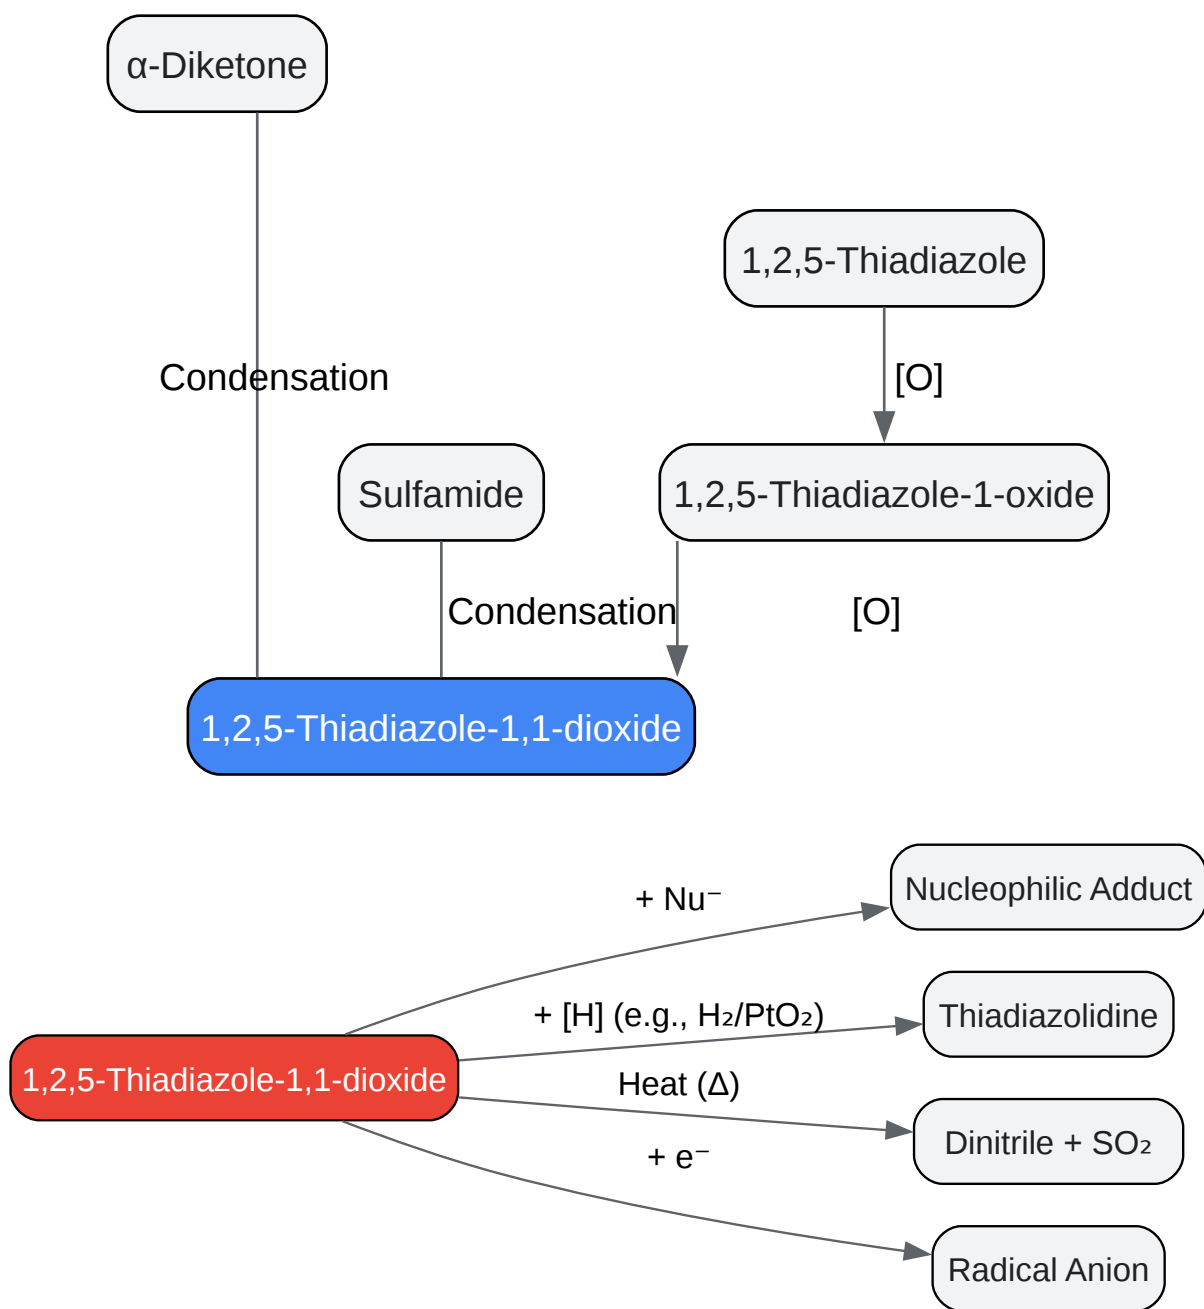 α-Diketone
1,2,5-Thiadiazole
Condensation
[O]
Sulfamide
1,2,5-Thiadiazole-1-oxide
Condensation
[O]
1,2,5-Thiadiazole-1,1-dioxide
+ Nu⁻
Nucleophilic Adduct
+ [H] (e.g., H₂/PtO₂)
Thiadiazolidine
1,2,5-Thiadiazole-1,1-dioxide
Heat (Δ)
Dinitrile + SO₂
+ e⁻
Radical Anion